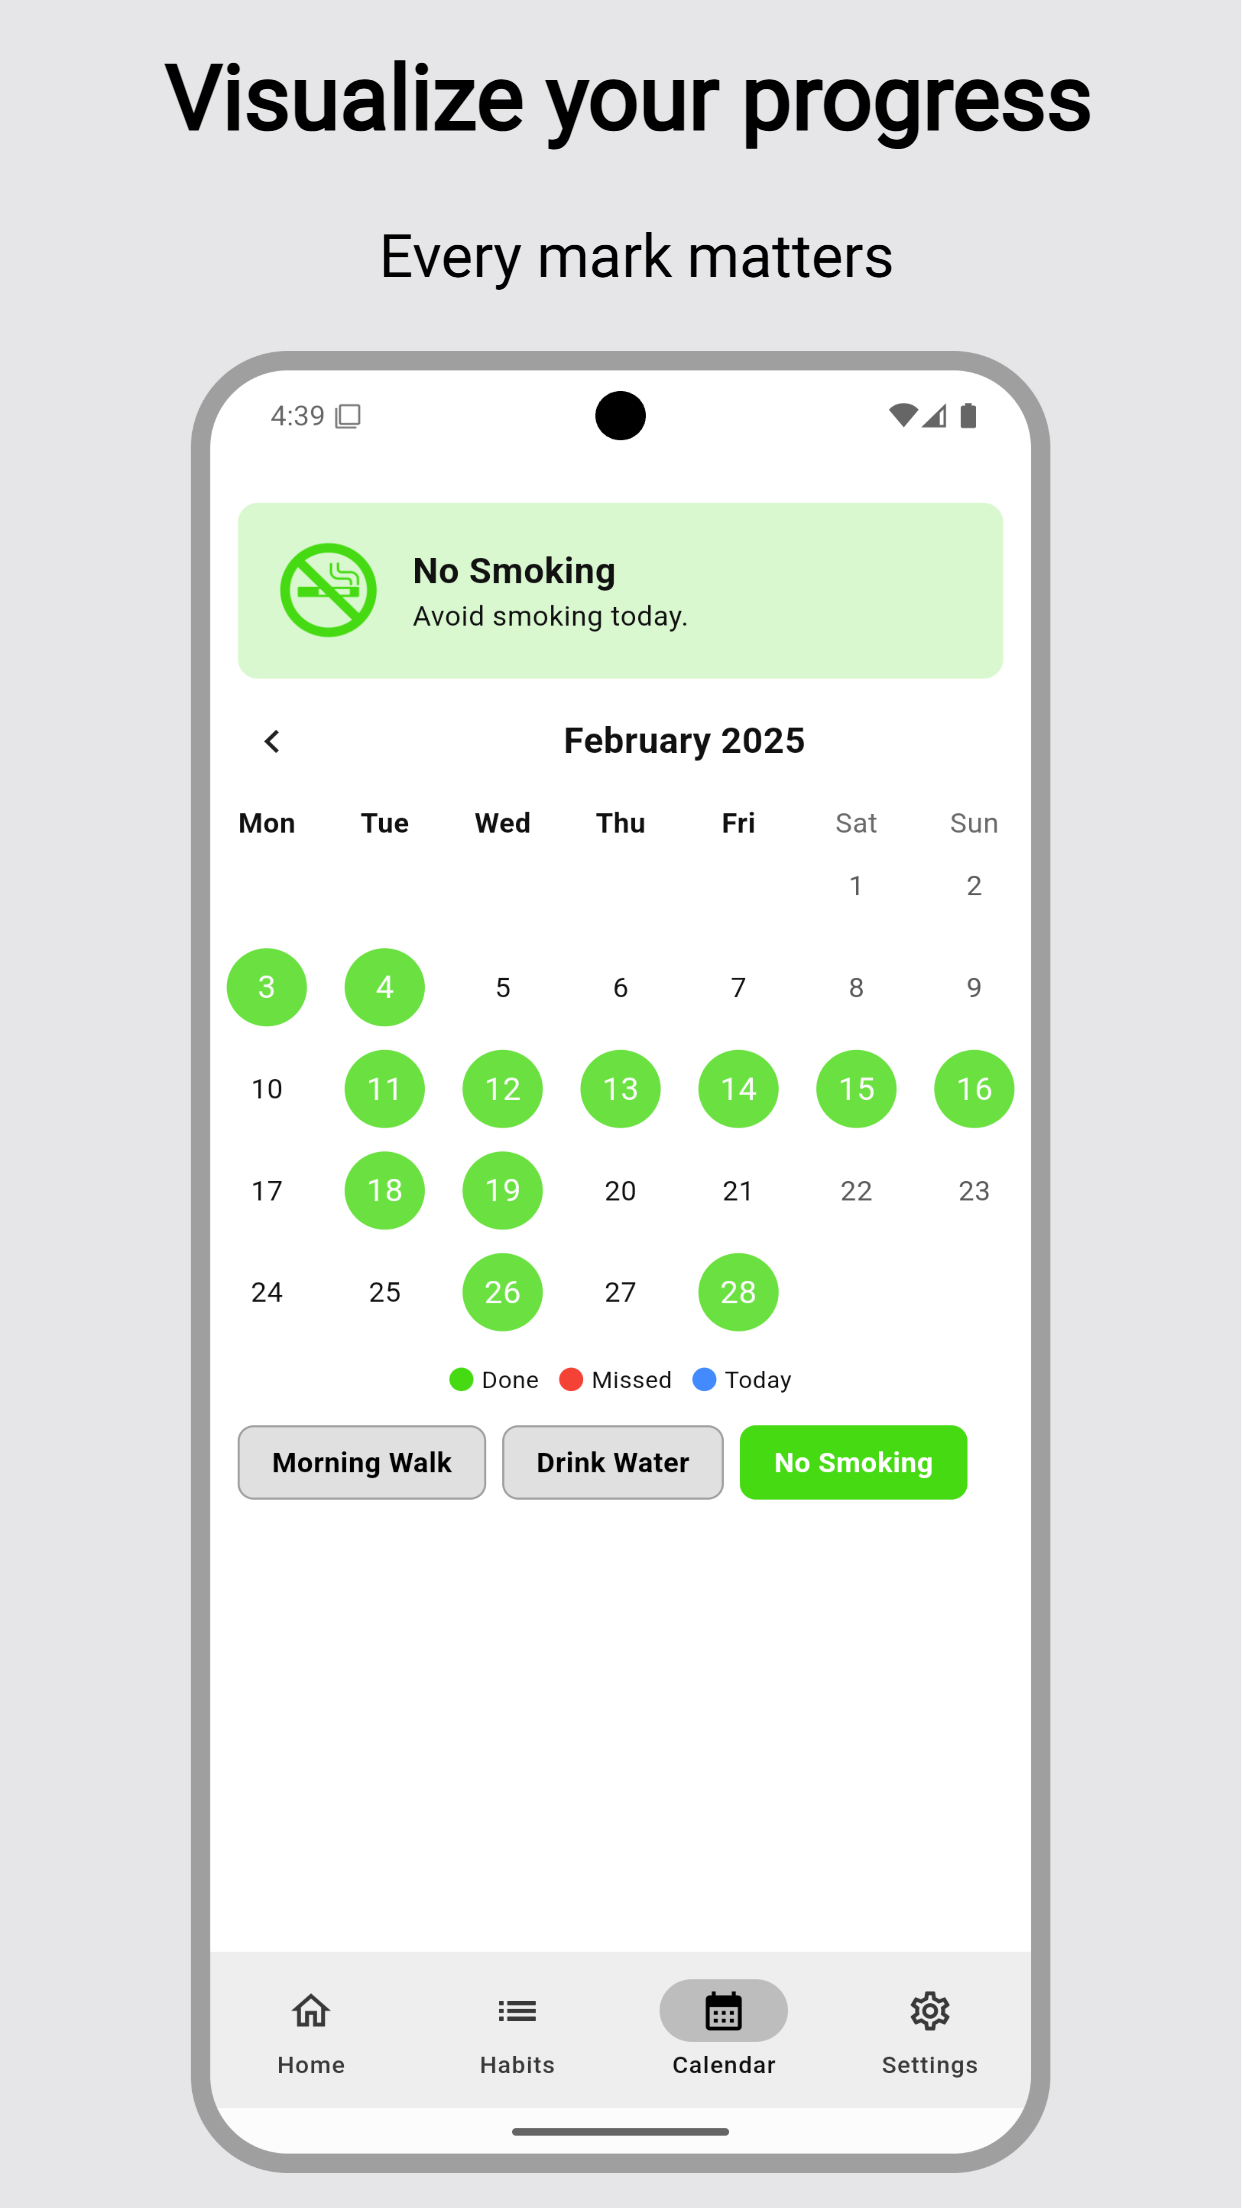 Visualize your progress
Every mark matters
4:39
No Smoking
Avoid smoking today.
February 2025
Mon Tue Wed Thu Fri Sat Sun
1 2
3 4 5 6 7 8 9
10 11 12 13 14 15 16
17 18 19 20 21 22 23
24 25 26 27 28
Done Missed Today
Morning Walk Drink Water No Smoking
Home Habits Calendar Settings